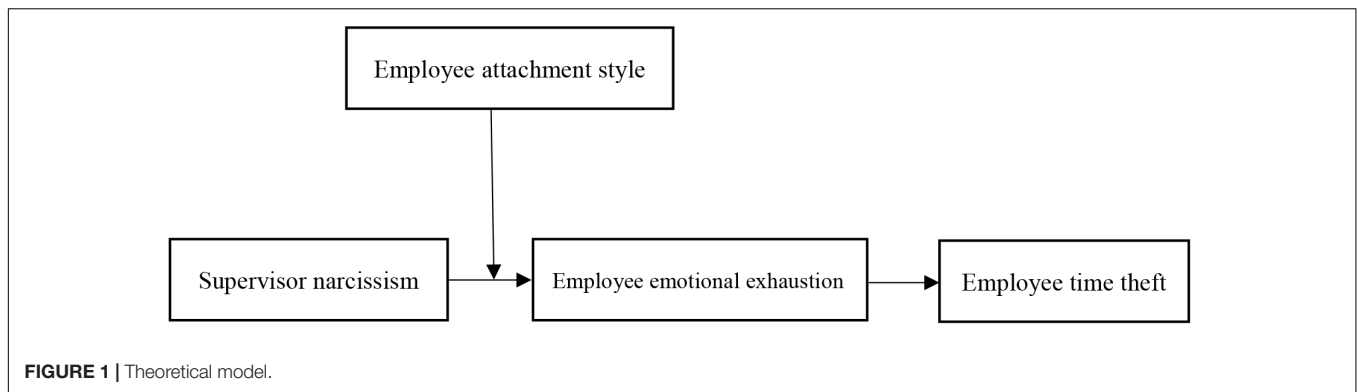 Employee attachment style
Supervisor narcissism
Employee emotional exhaustion
Employee time theft
FIGURE 1 | Theoretical model.